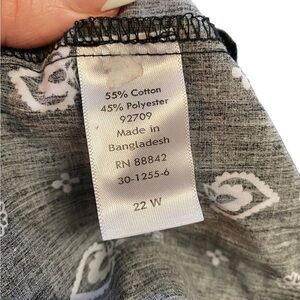 55% Cotton
45% Polyester
92709
Made in
Bangladesh
RN 88842
30-1255-6
22 W